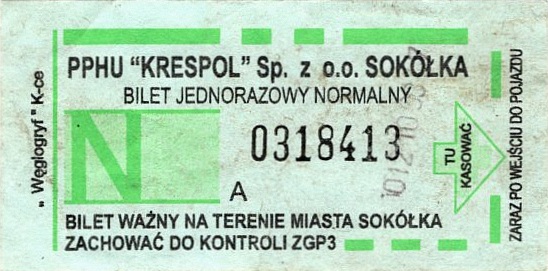 PPHU “KRESPOL” Sp. z o.o. SOKÓŁKA
BILET JEDNORAZOWY NORMALNY
N
0318413
A
BILET WAŻNY NA TERENIE MIASTA SOKÓŁKA
ZACHOWAĆ DO KONTROLI ZGP3
„ Węglogryf ” K-ce
TU
KASOWAĆ
ZARAZ PO WEJŚCIU DO POJAZDU